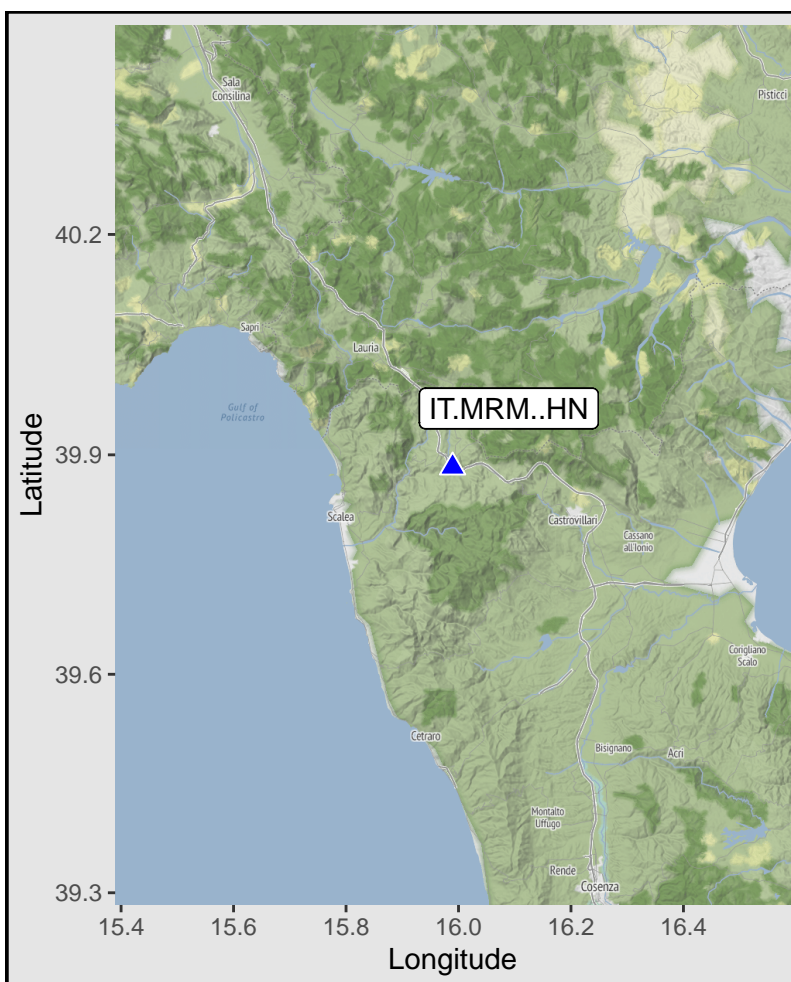 Sala
Consilina
Pisticci
40.2
Sapri
Lauria
IT.MRM..HN
Gulf of
Policastro
39.9
Latitude
Scalea
Castrovillari
Cassano
all'Ionio
Corigliano
Scalo
39.6
Cetraro
Bisignano
Acri
Montalto
Uffugo
Rende
Cosenza
39.3
15.4
15.6
15.8
16.0
16.2
16.4
Longitude